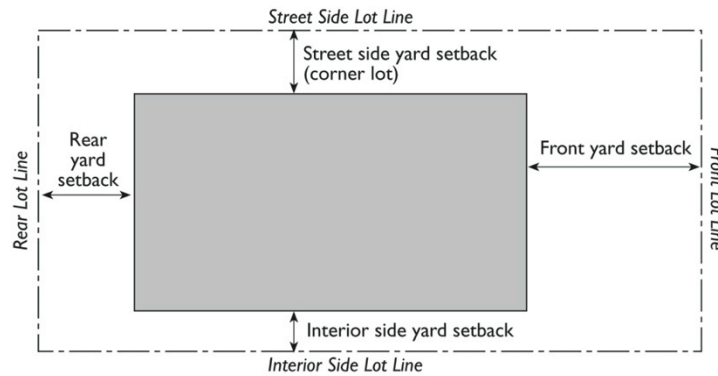 Street Side Lot Line
Street side yard setback
(corner lot)
Rear
yard
setback
Front yard setback
Rear Lot Line
Front Lot Line
Interior side yard setback
Interior Side Lot Line